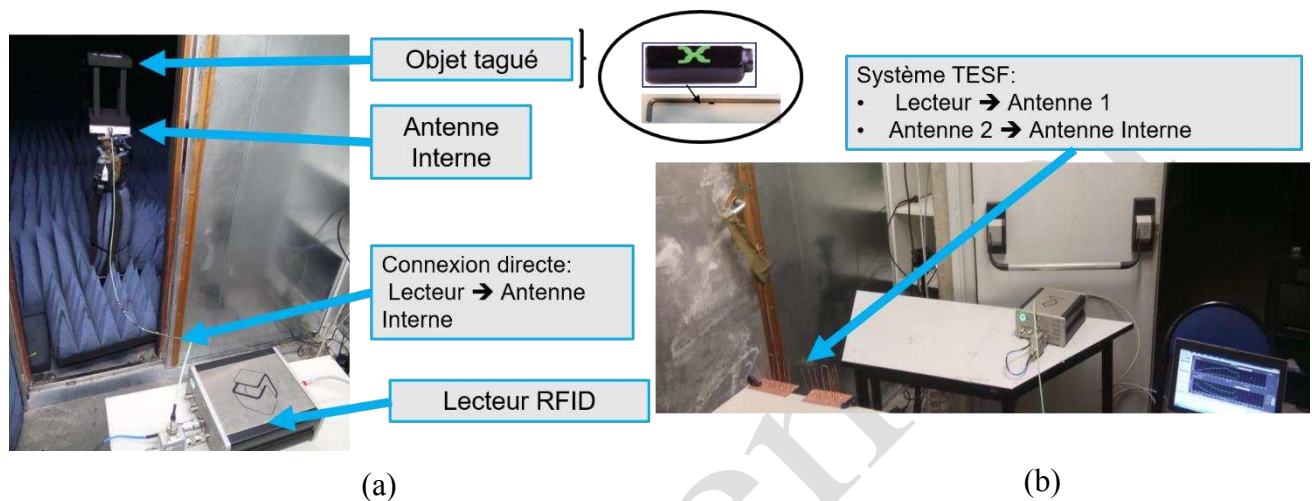 Objet tagué
Antenne
Interne
Connexion directe:
Lecteur ➔ Antenne
Interne
Lecteur RFID
Système TESF:
• Lecteur ➔ Antenne 1
• Antenne 2 ➔ Antenne Interne
(a)
(b)